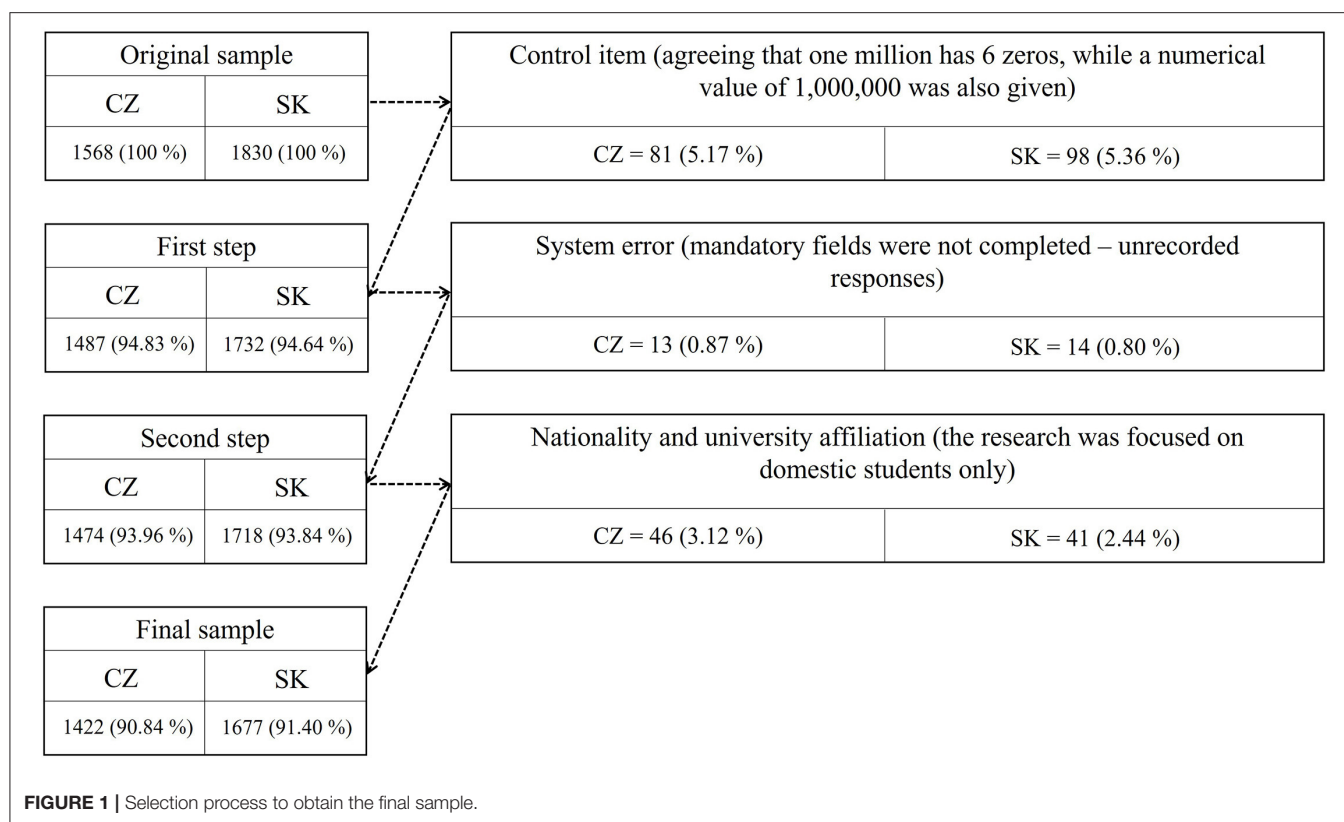 Original sample
CZ SK
1568 (100 %) 1830 (100 %)
Control item (agreeing that one million has 6 zeros, while a numerical
value of 1,000,000 was also given)
CZ = 81 (5.17 %) SK = 98 (5.36 %)
First step
CZ SK
1487 (94.83 %) 1732 (94.64 %)
System error (mandatory fields were not completed – unrecorded
responses)
CZ = 13 (0.87 %) SK = 14 (0.80 %)
Second step
CZ SK
1474 (93.96 %) 1718 (93.84 %)
Nationality and university affiliation (the research was focused on
domestic students only)
CZ = 46 (3.12 %) SK = 41 (2.44 %)
Final sample
CZ SK
1422 (90.84 %) 1677 (91.40 %)
FIGURE 1 | Selection process to obtain the final sample.